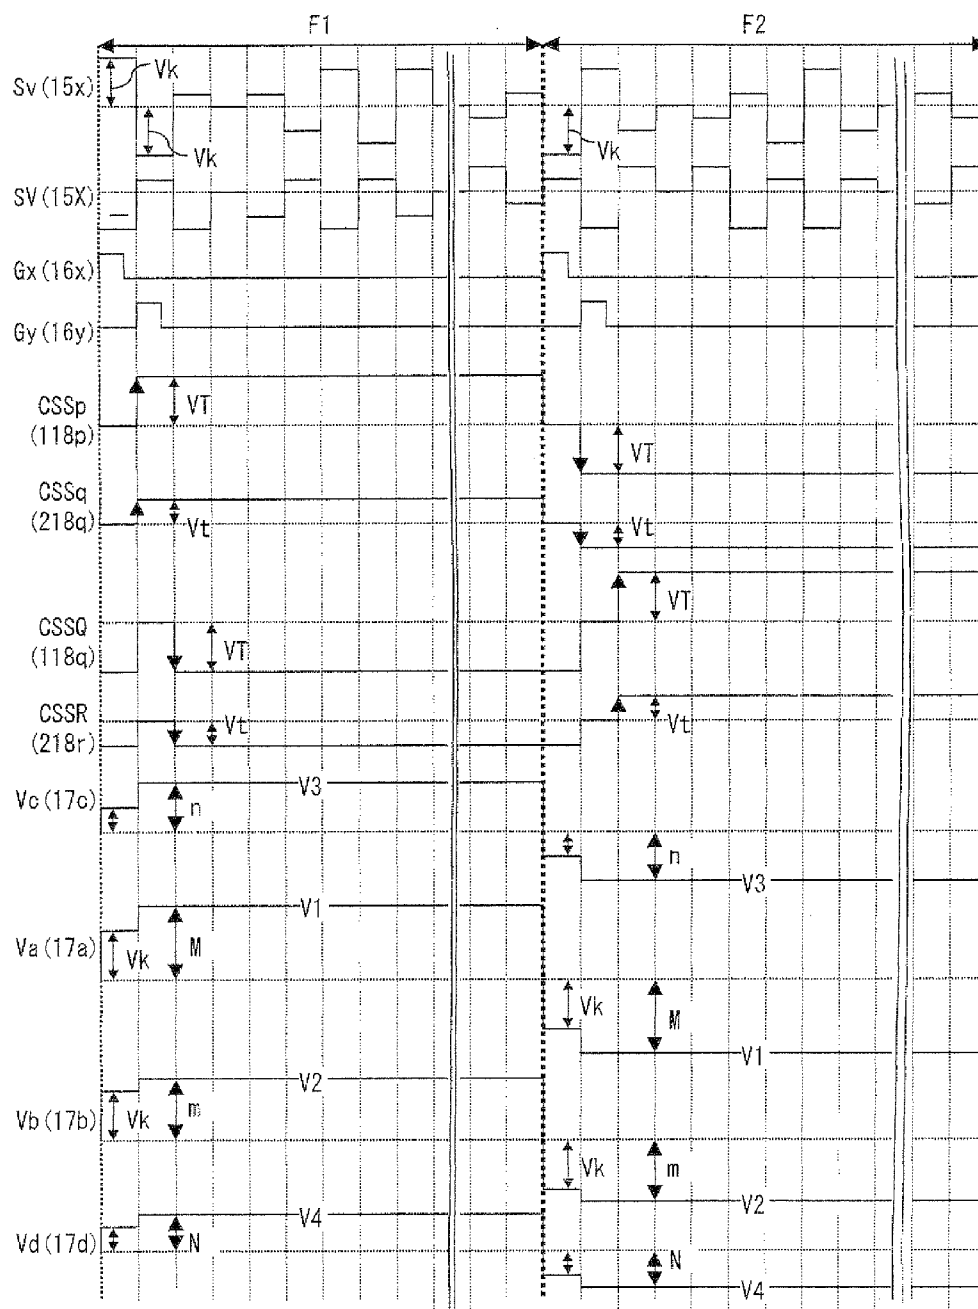 F1 F2
Sv(15x) Vk
Vk Vk
SV(15X)
Gx(16x)
Gy(16y)
CSSp VT
(118p) VT
CSSq
(218q) Vt Vt
VT
CSSQ
(118q) VT
CSSR
(218r) Vt Vt
Vc(17c) V3
n n
V3
V1
Va(17a) Vk M
Vk M
V1
V2
Vb(17b) Vk m
Vk m
V2
V4
Vd(17d) N
N
V4